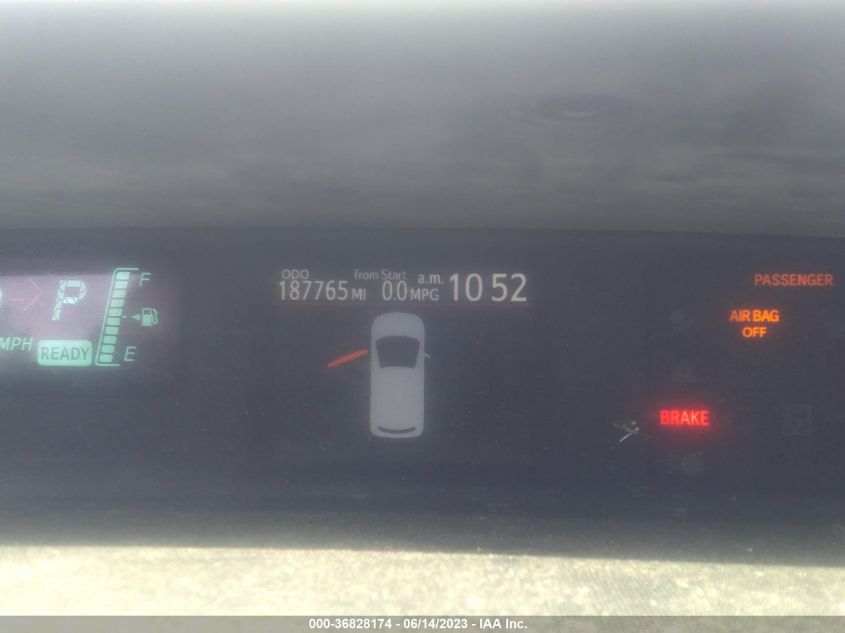 ODO from Start a.m. 10 52
187765 MI 0.0 MPG
PASSENGER
AIR BAG
OFF
F
P
MPH READY E
BRAKE
000-36828174 - 06/14/2023 - IAA Inc.